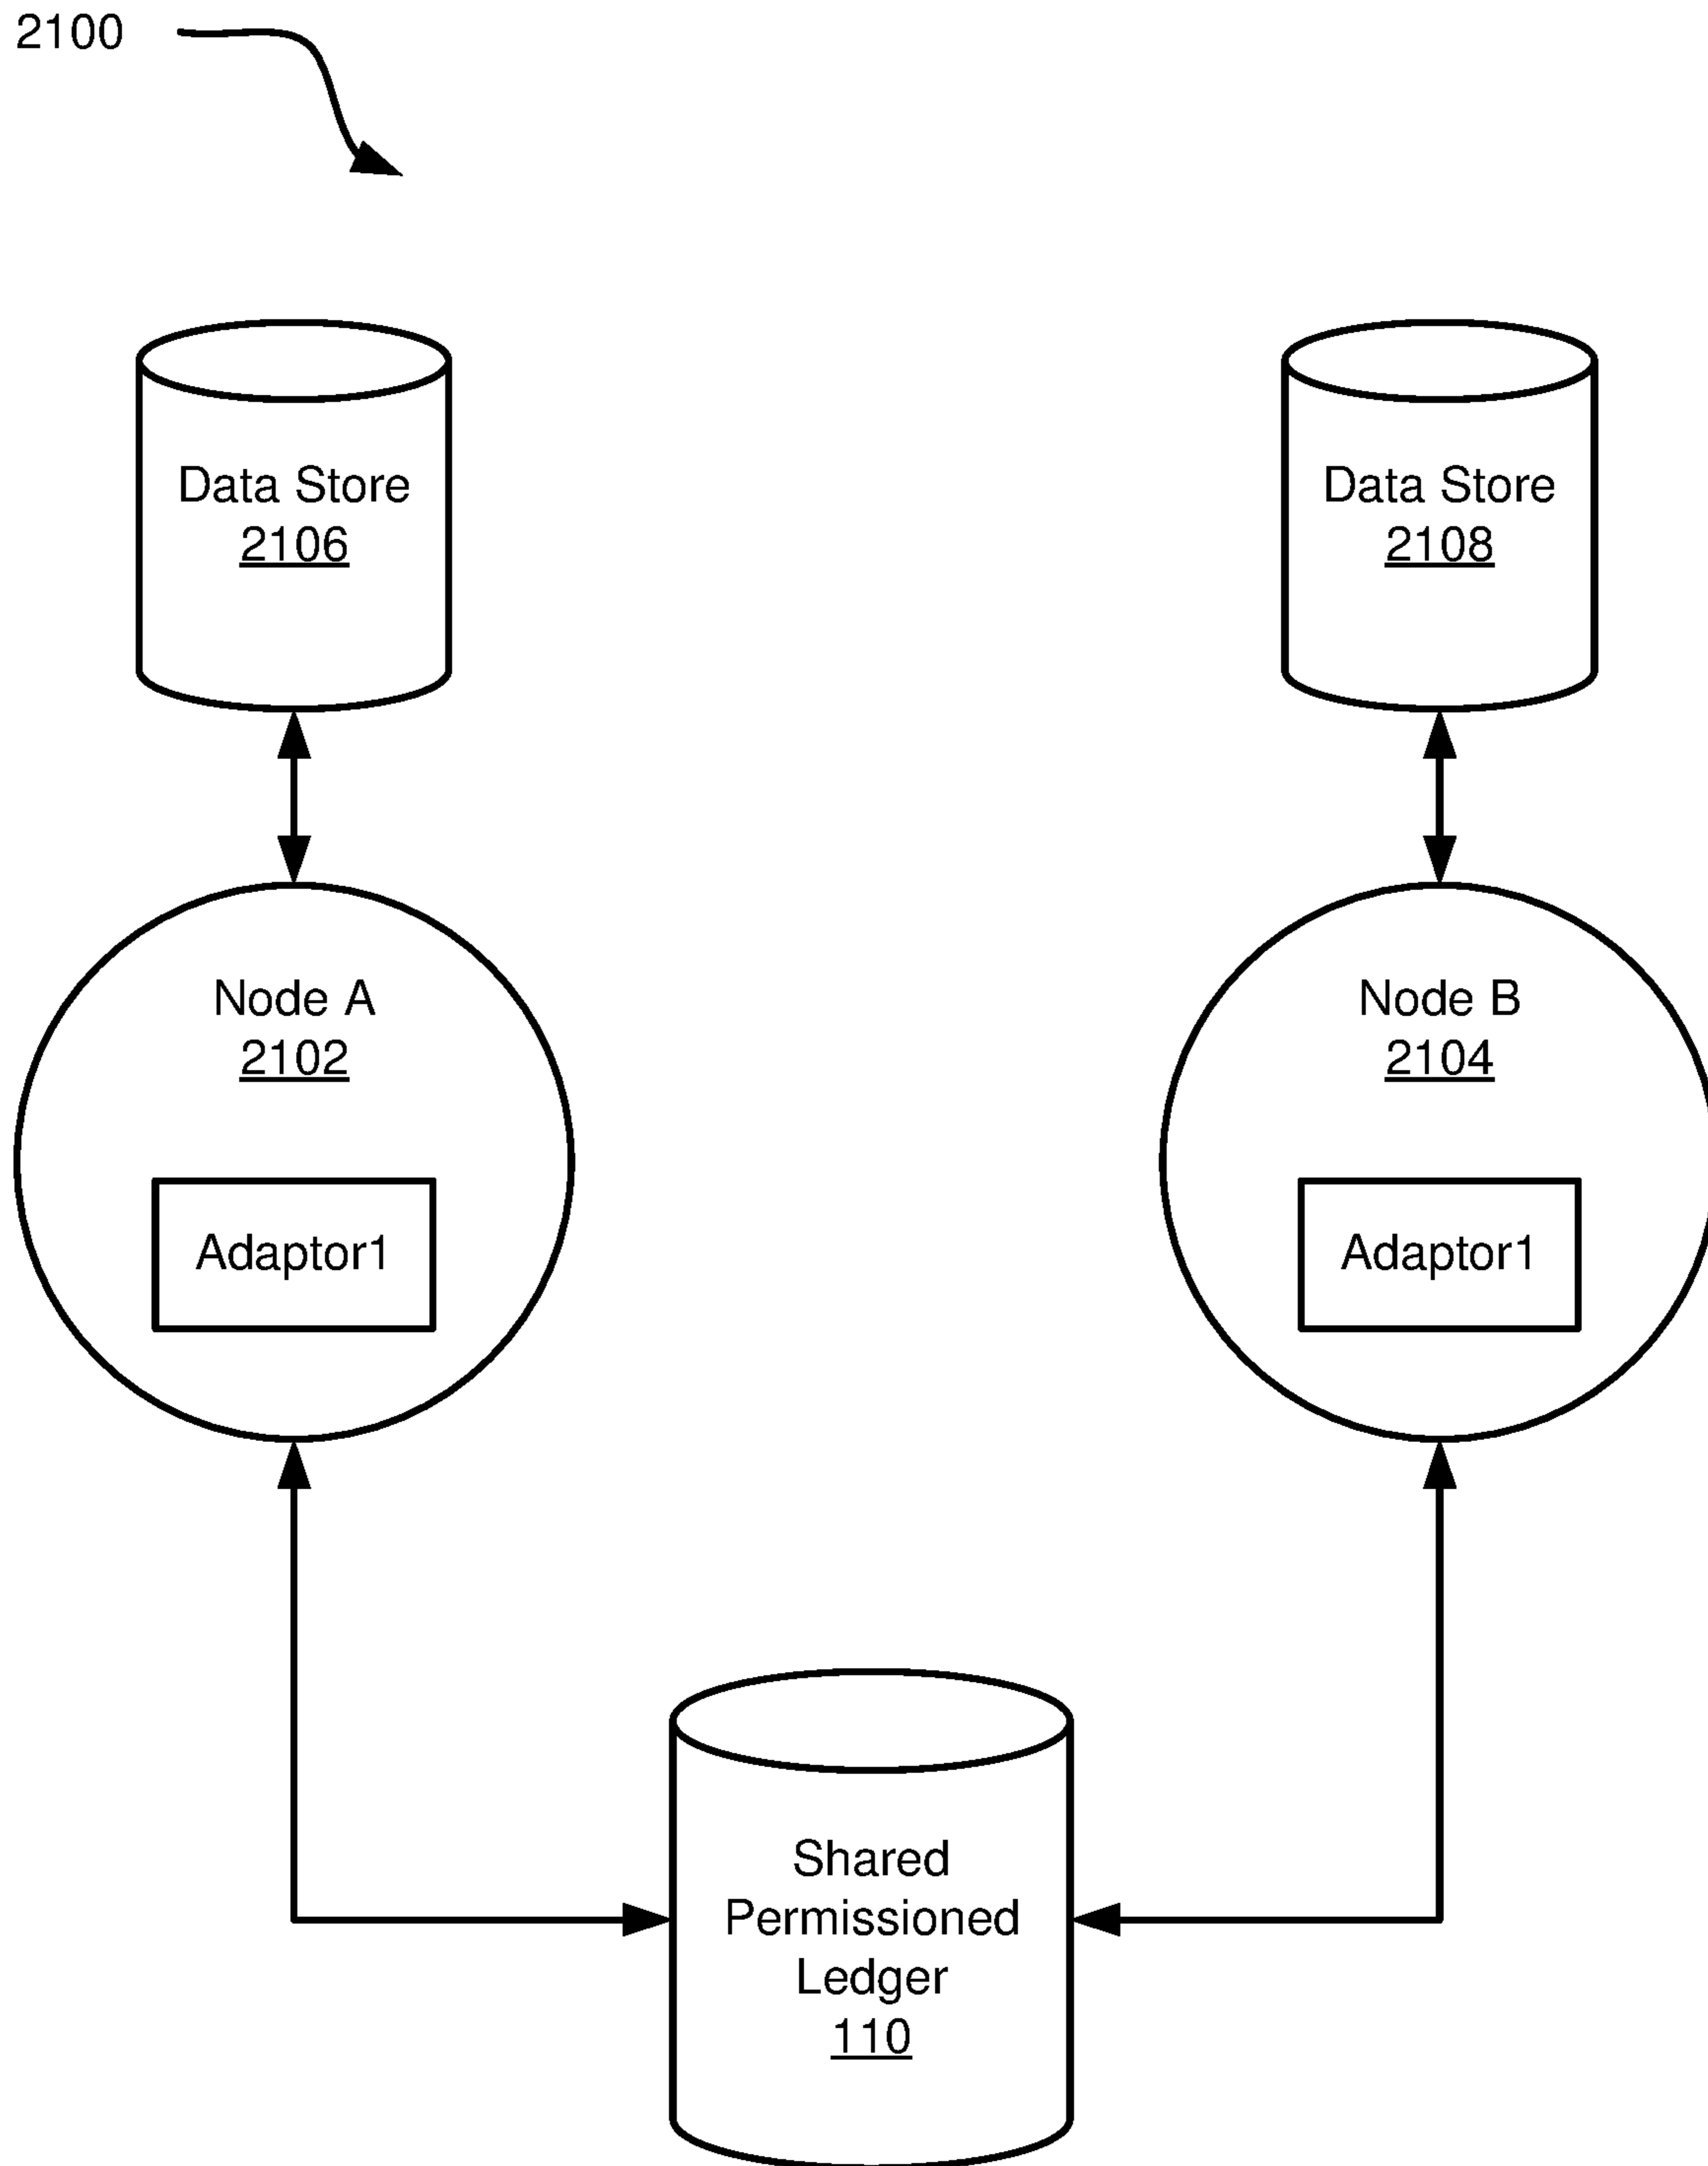 2100
Data Store
2106
Data Store
2108
Node A
2102
Node B
2104
Adaptor1
Adaptor1
Shared
Permissioned
Ledger
110